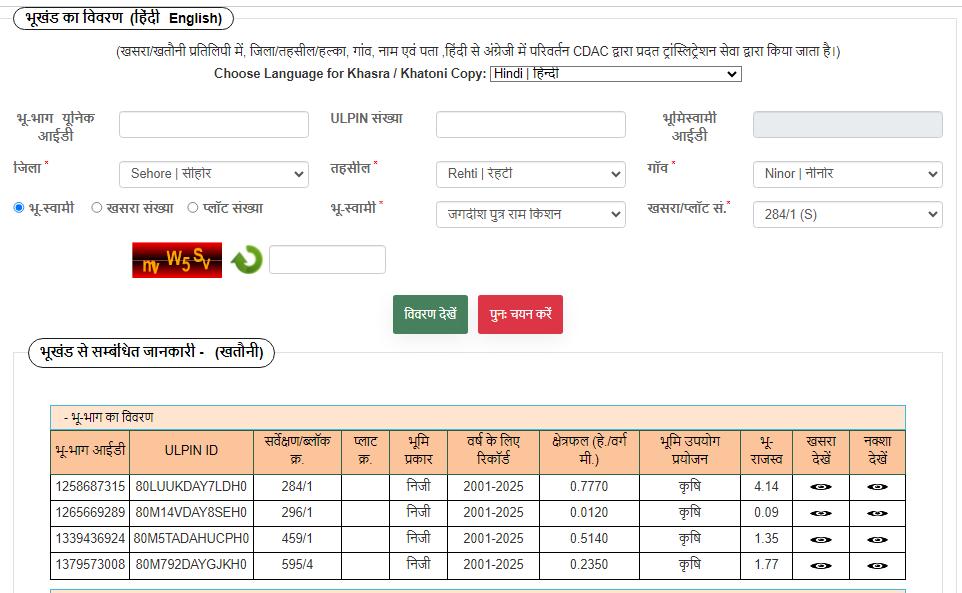 भूखंड का विवरण (हिंदी English)
(खसरा/खतौनी प्रतिलिपी में, जिला/तहसील/हल्का, गांव, नाम एवं पता ,हिंदी से अंग्रेजी में परिवर्तन CDAC द्वारा प्रदत ट्रांस्लिट्रेशन सेवा द्वारा किया जाता है।)
Choose Language for Khasra / Khatoni Copy: Hindi | हिन्दी
भू-भाग यूनिक आईडी ULPIN संख्या भूमिस्वामी आईडी
जिला * Sehore | सीहोर तहसील * Rehti | रेहटी गाँव * Ninor | नीनोर
भू-स्वामी खसरा संख्या प्लॉट संख्या भू-स्वामी * जगदीश पुत्र राम किशन खसरा/प्लॉट सं.* 284/1 (S)
nv W5Sv
विवरण देखें पुनः चयन करें
भूखंड से सम्बंधित जानकारी - (खतौनी)
- भू-भाग का विवरण
भू-भाग आईडी ULPIN ID सर्वेक्षण/ब्लॉक क्र. प्लाट क्र. भूमि प्रकार वर्ष के लिए रिकॉर्ड क्षेत्रफल (हे./वर्ग मी.) भूमि उपयोग प्रयोजन भू-राजस्व खसरा देखें नक्शा देखें
1258687315 80LUUKDAY7LDH0 284/1 निजी 2001-2025 0.7770 कृषि 4.14
1265669289 80M14VDAY8SEH0 296/1 निजी 2001-2025 0.0120 कृषि 0.09
1339436924 80M5TADAHUCPH0 459/1 निजी 2001-2025 0.5140 कृषि 1.35
1379573008 80M792DAYGJKH0 595/4 निजी 2001-2025 0.2350 कृषि 1.77